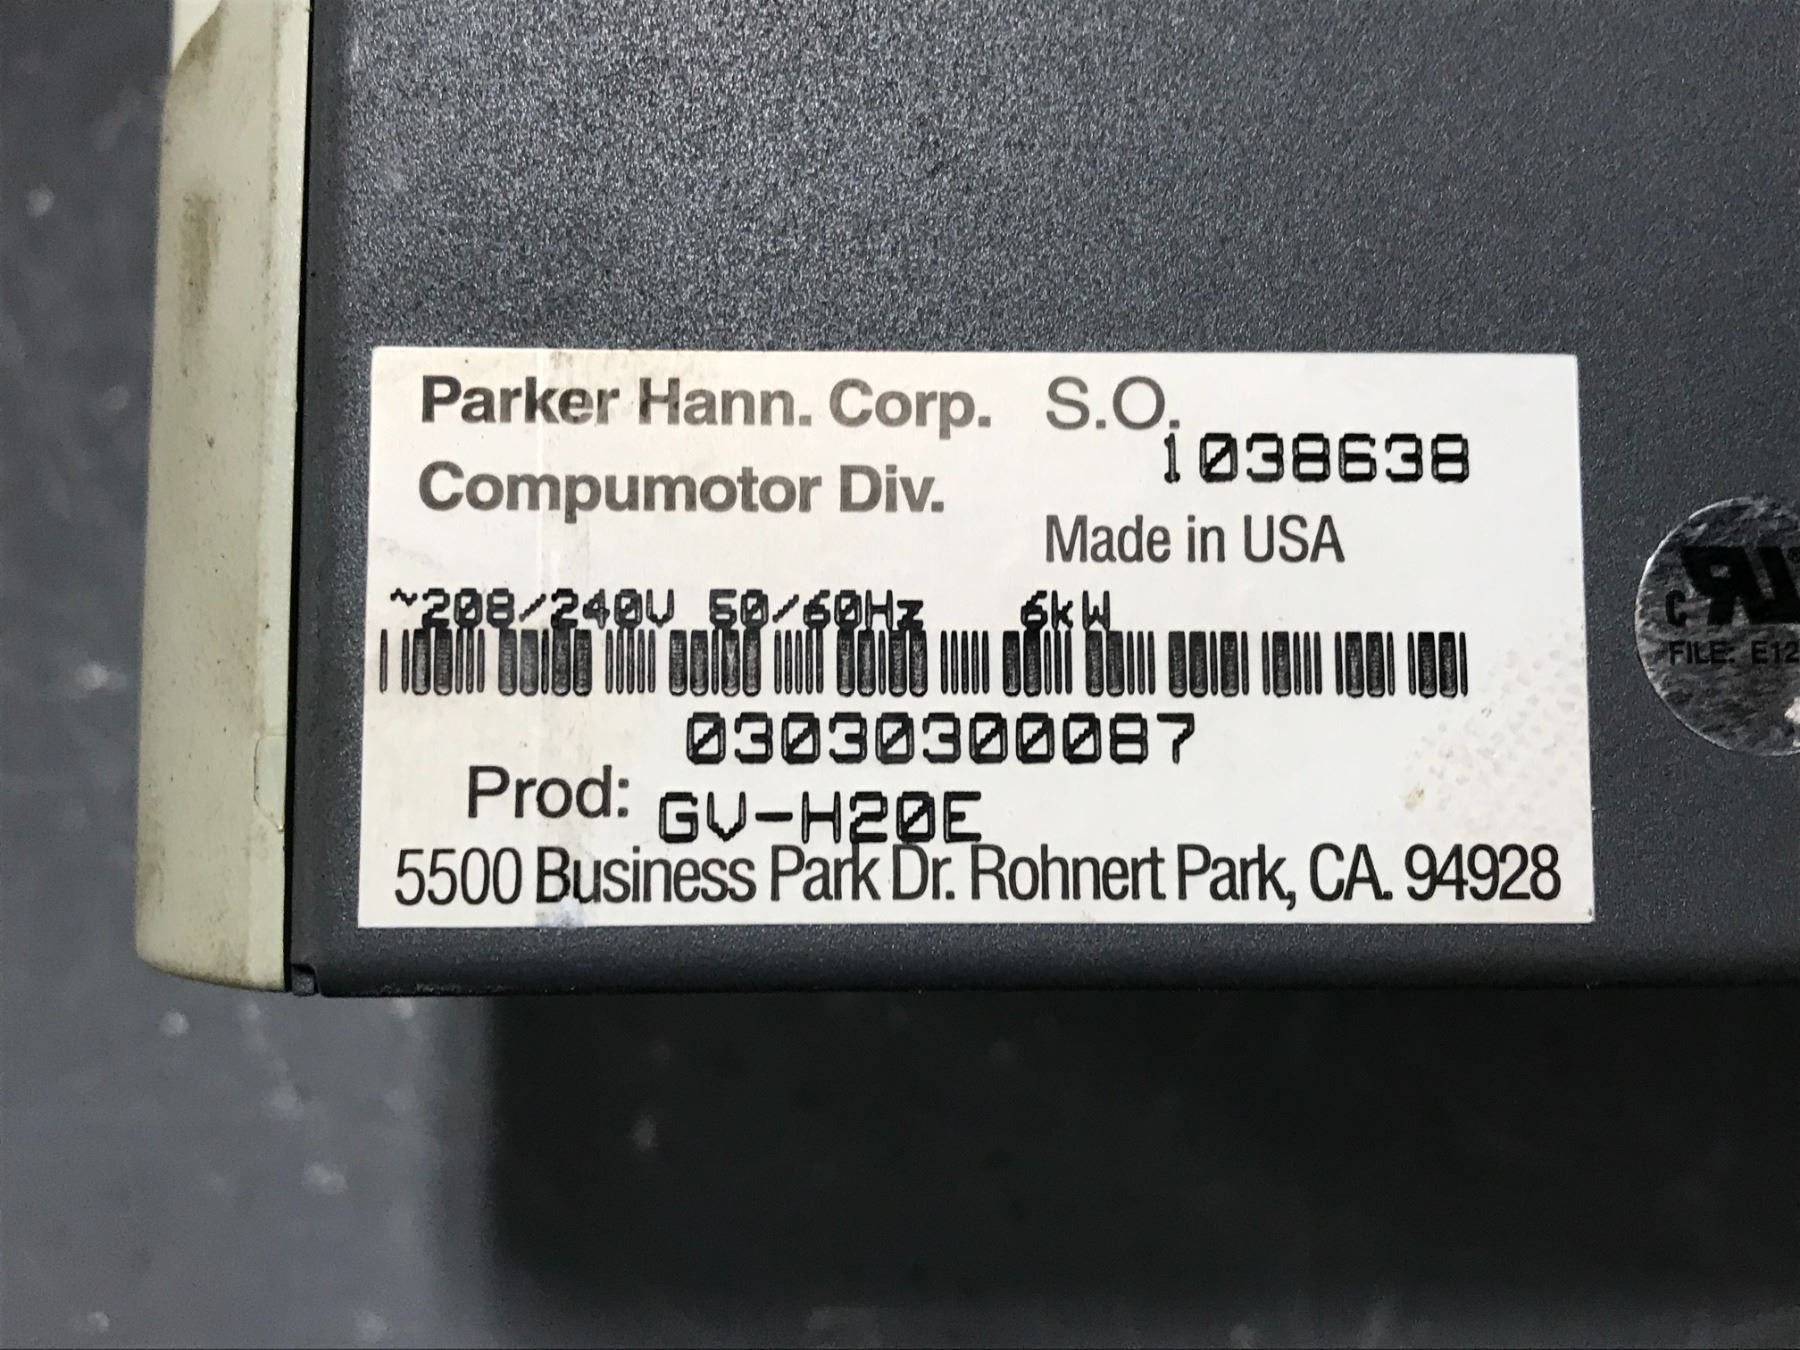 Parker Hann. Corp. S.O.
1038638
Compumotor Div.
Made in USA
~208/240V 50/60Hz 6kW
03030300087
Prod: GV-H20E
5500 Business Park Dr. Rohnert Park, CA. 94928
C
FILE: E12